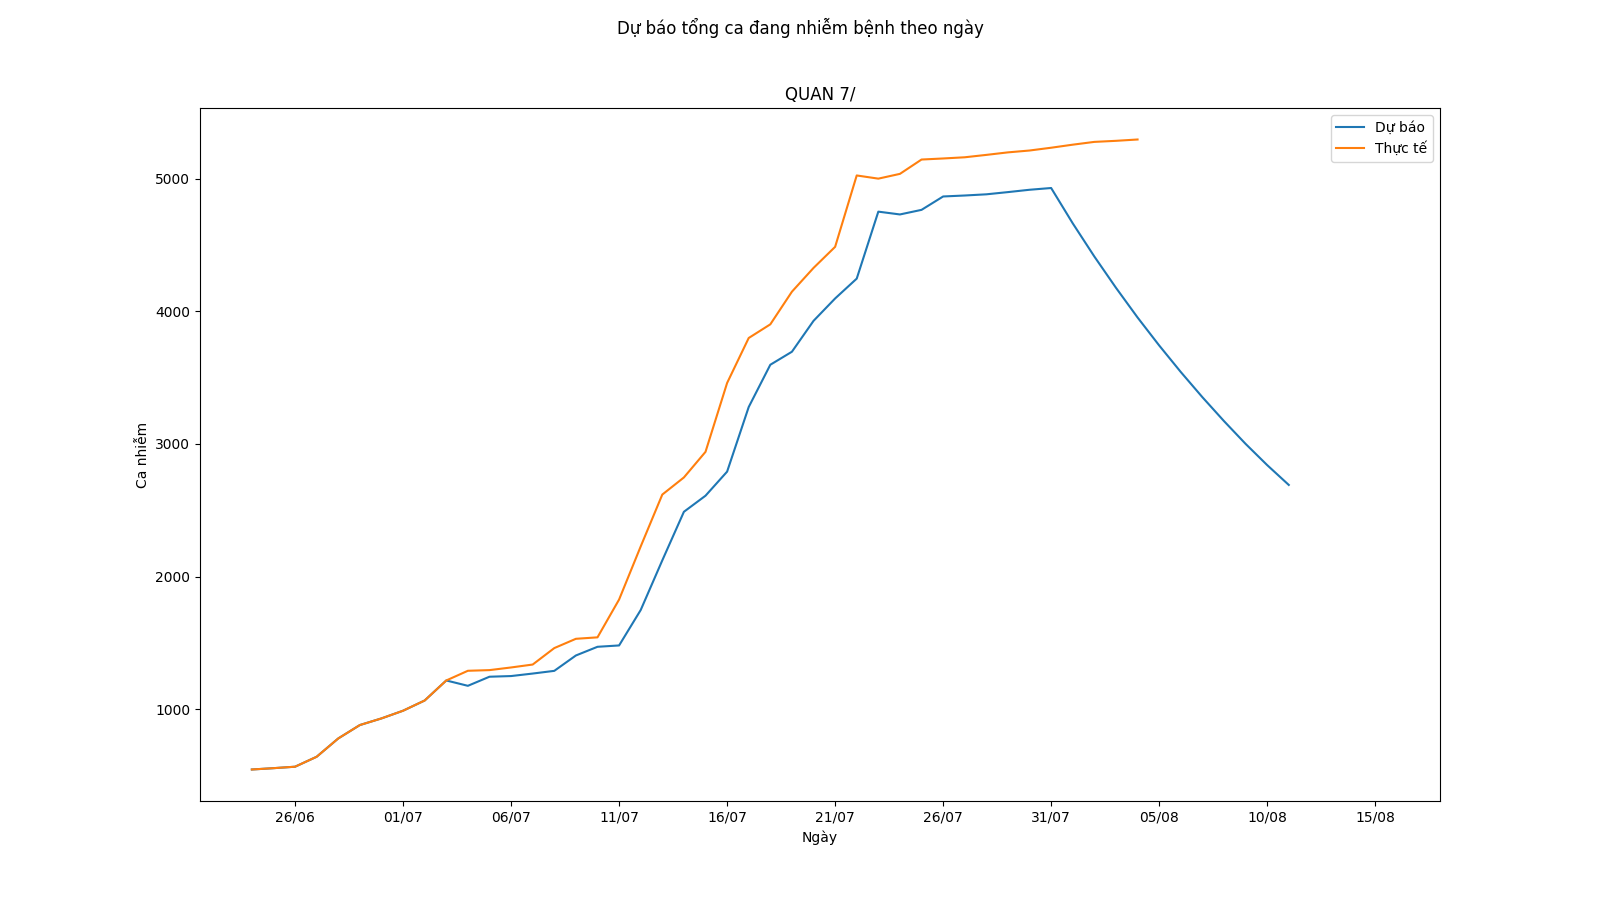 Dự báo tổng ca đang nhiễm bệnh theo ngày
QUAN 7/
Dự báo
Thực tế
5000
4000
3000
2000
1000
Ca nhiễm
26/06
01/07
06/07
11/07
16/07
21/07
26/07
31/07
05/08
10/08
15/08
Ngày